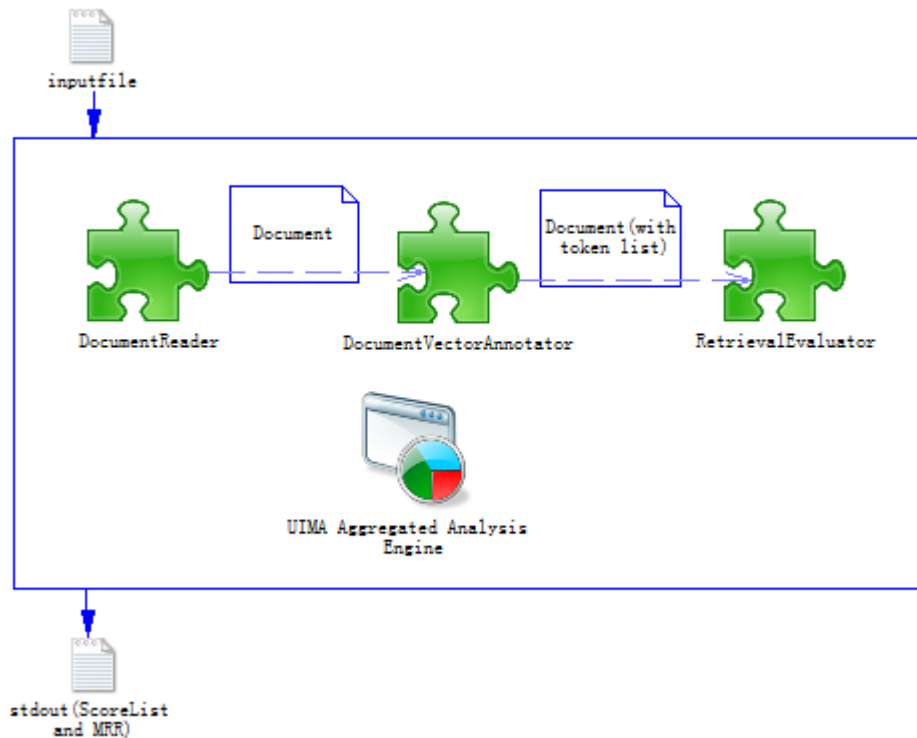 inputfile
Document
Document(with
token list)
DocumentReader
DocumentVectorAnnotator
RetrievalEvaluator
UIMA Aggregated Analysis
Engine
stdout(ScoreList
and MRR)